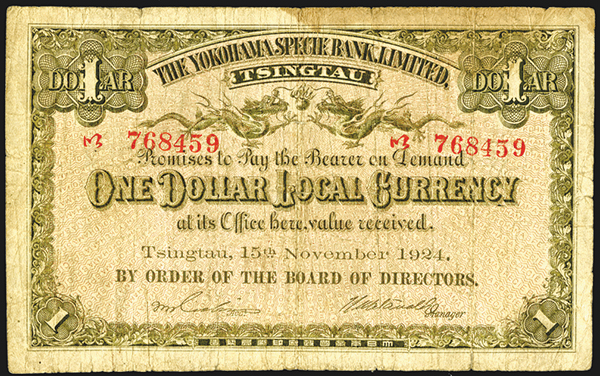 DOLLAR 1
THE YOKOHAMA SPECIE BANK, LIMITED.
DOLLAR 1
TSINGTAU
768459
768459
Promises to Pay the Bearer on Demand
ONE DOLLAR LOCAL CURRENCY
at its Office here, value received.
Tsingtau, 15th November 1924.
BY ORDER OF THE BOARD OF DIRECTORS.
Manager
1
1